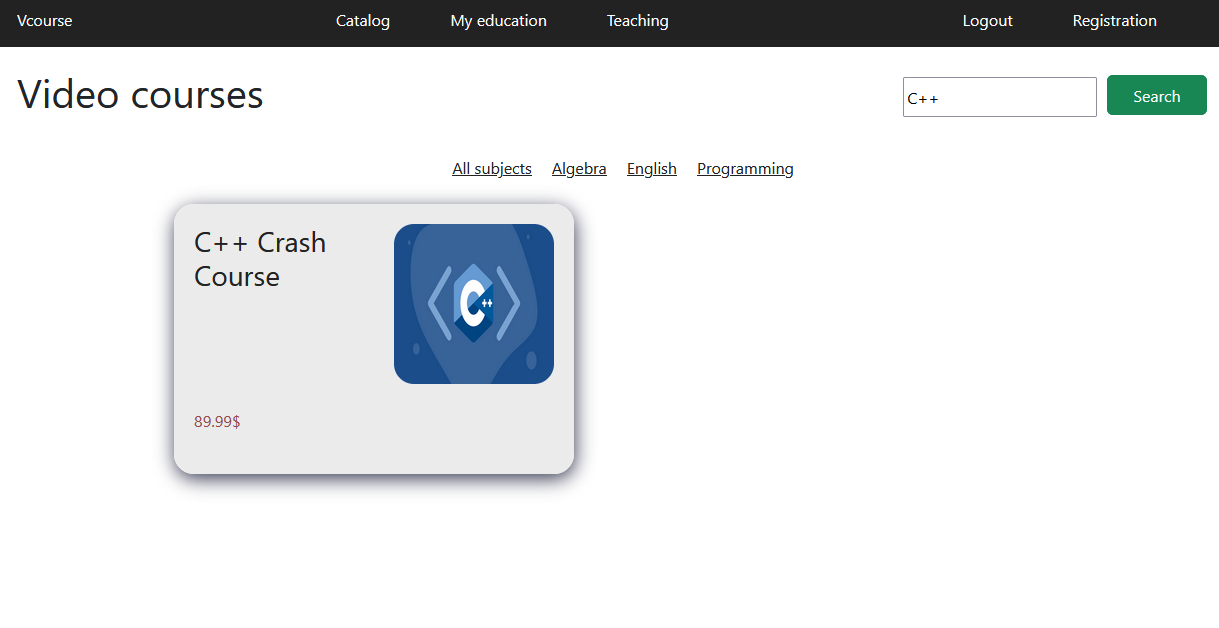 Vcourse Catalog My education Teaching Logout Registration
Video courses C++ Search
All subjects Algebra English Programming
C++ Crash
Course
C++
89.99$